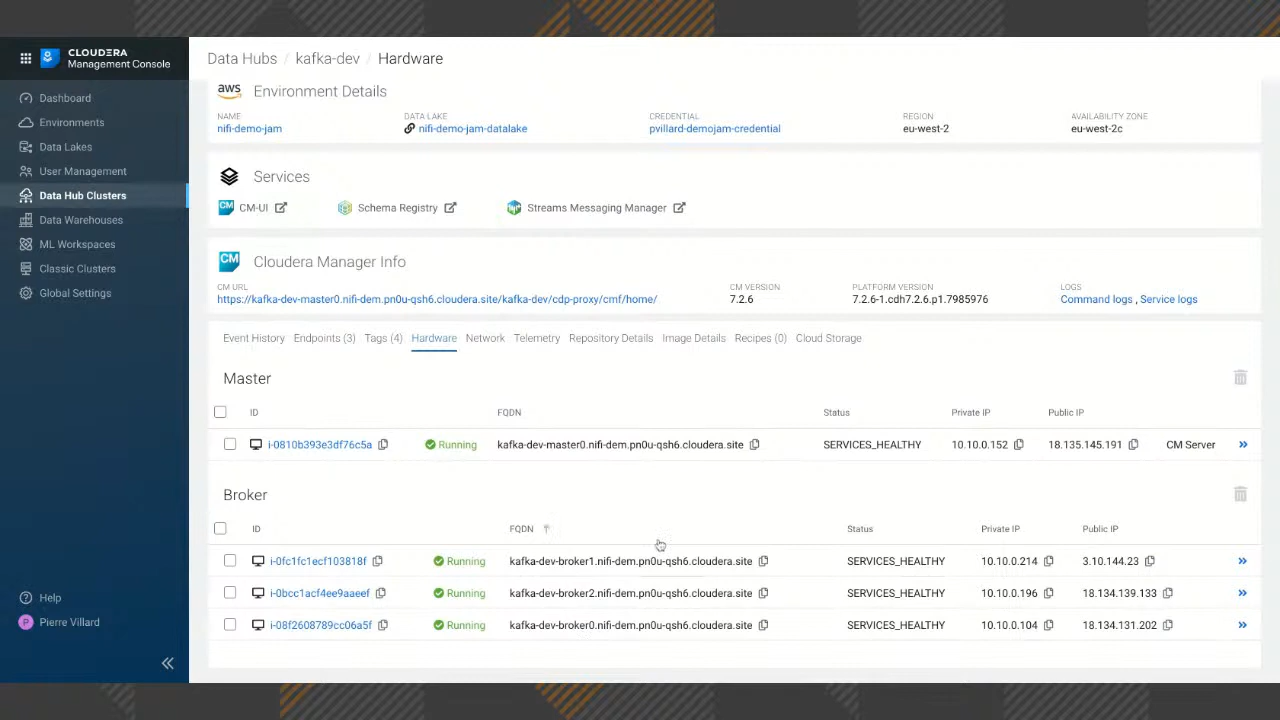 CLOUDERA
Management Console
Dashboard
Environments
Data Lakes
User Management
Data Hub Clusters
Data Warehouses
ML Workspaces
Classic Clusters
Global Settings
Help
P Pierre Villard
Data Hubs / kafka-dev / Hardware
aws Environment Details
NAME DATA LAKE CREDENTIAL REGION AVAILABILITY ZONE
nifi-demo-jam nifi-demo-jam-datalake pvillard-demojam-credential eu-west-2 eu-west-2c
Services
CM CM-UI Schema Registry Streams Messaging Manager
CM Cloudera Manager Info
CM URL CM VERSION PLATFORM VERSION LOGS
https://kafka-dev-master0.nifi-dem.pn0u-qsh6.cloudera.site/kafka-dev/cdp-proxy/cmf/home/ 7.2.6 7.2.6-1.cdh7.2.6.p1.7985976 Command logs , Service logs
Event History Endpoints (3) Tags (4) Hardware Network Telemetry Repository Details Image Details Recipes (0) Cloud Storage
Master
ID FQDN Status Private IP Public IP
i-0810b393e3df76c5a Running kafka-dev-master0.nifi-dem.pn0u-qsh6.cloudera.site SERVICES_HEALTHY 10.10.0.152 18.135.145.191 CM Server »
Broker
ID FQDN Status Private IP Public IP
i-0fc1fc1ecf103818f Running kafka-dev-broker1.nifi-dem.pn0u-qsh6.cloudera.site SERVICES_HEALTHY 10.10.0.214 3.10.144.23 »
i-0bcc1acf4ee9aaeef Running kafka-dev-broker2.nifi-dem.pn0u-qsh6.cloudera.site SERVICES_HEALTHY 10.10.0.196 18.134.139.133 »
i-08f2608789cc06a5f Running kafka-dev-broker0.nifi-dem.pn0u-qsh6.cloudera.site SERVICES_HEALTHY 10.10.0.104 18.134.131.202 »